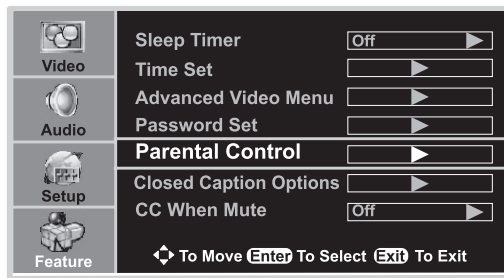 Video
Audio
Setup
Feature
Sleep Timer Off
Time Set
Advanced Video Menu
Password Set
Parental Control
Closed Caption Options
CC When Mute Off
To Move Enter To Select Exit To Exit